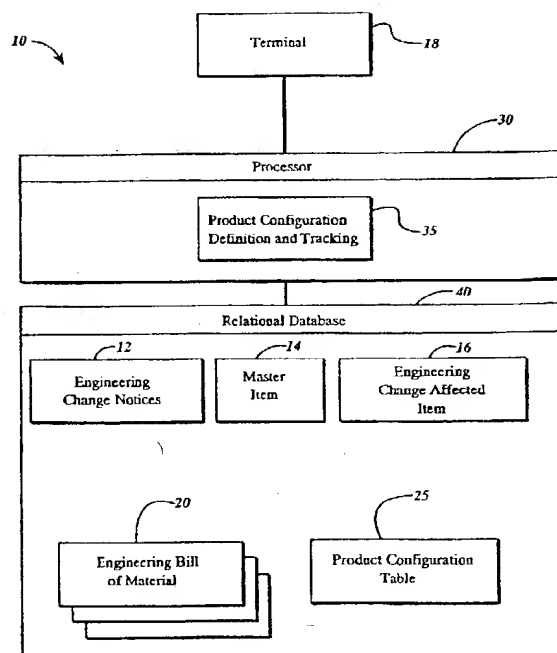 10
Terminal
18
30
Processor
Product Configuration
Definition and Tracking
35
40
Relational Database
12
14
16
Engineering
Change Notices
Master
Item
Engineering
Change Affected
Item
20
25
Engineering Bill
of Material
Product Configuration
Table